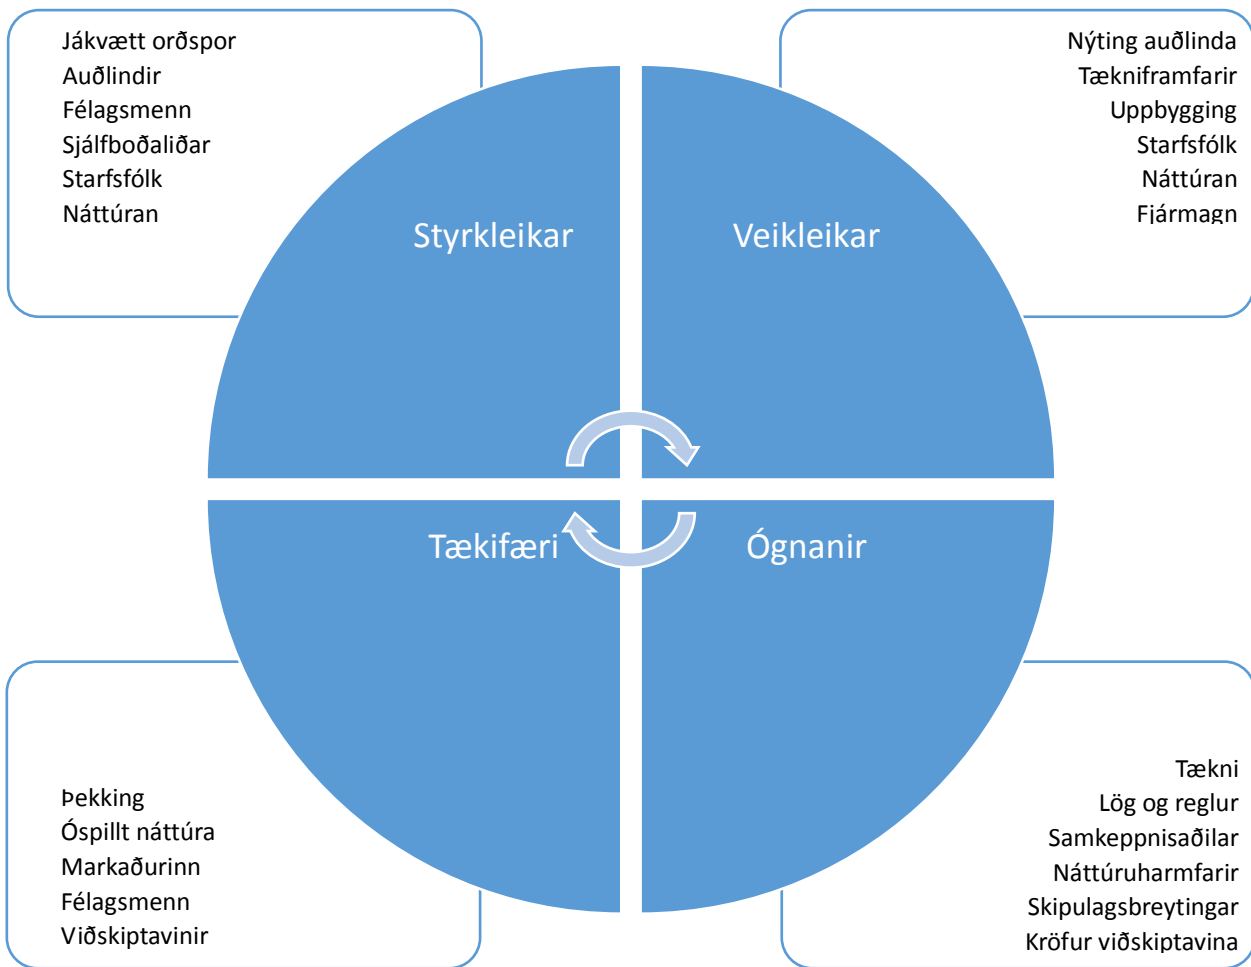 Jákvætt orðspor
Auðlindir
Félagsmenn
Sjálfboðaliðar
Starfsfólk
Náttúran
Nýting auðlinda
Tækniframfarir
Uppbygging
Starfsfólk
Náttúran
Fjármagn
Styrkleikar
Veikleikar
Tækifæri
Ógnanir
Þekking
Óspillt náttúra
Markaðurinn
Félagsmenn
Viðskiptavinir
Tækni
Lög og reglur
Samkeppnisaðilar
Náttúruharmfarir
Skipulagsbreytingar
Kröfur viðskiptavina